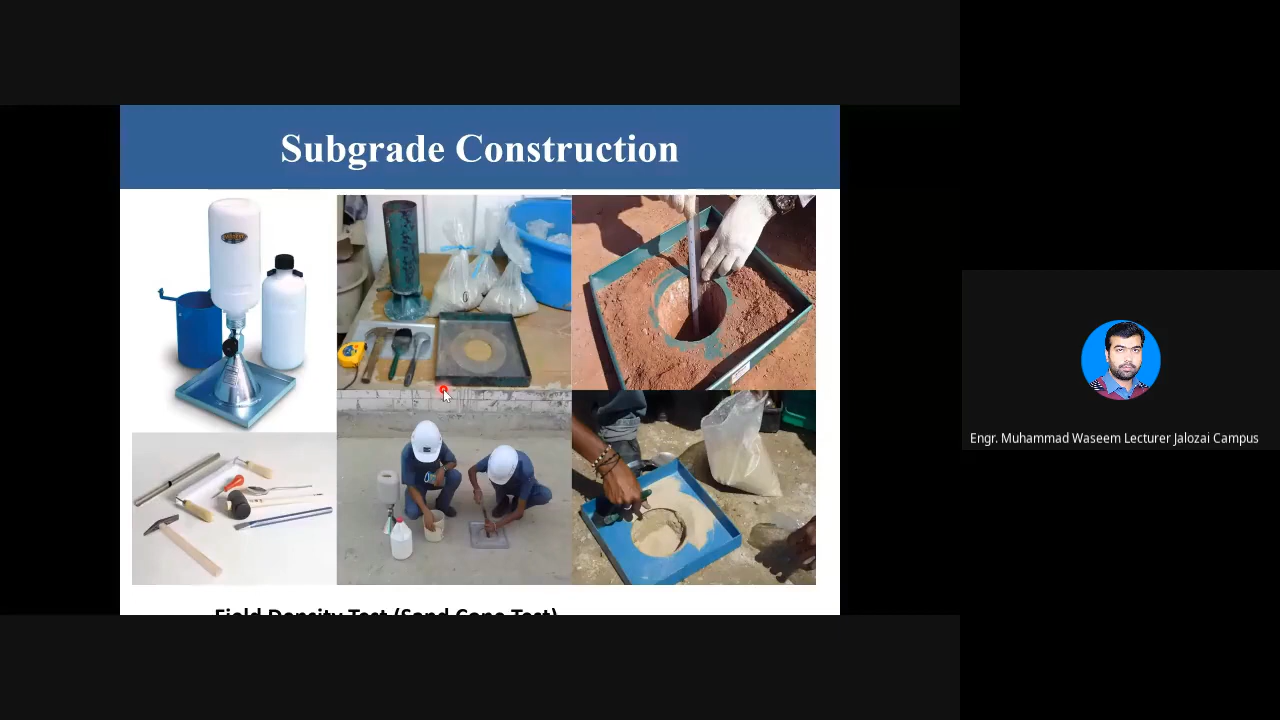 Subgrade Construction
Field Density Test (Sand Cone Test)
Engr. Muhammad Waseem Lecturer Jalozai Campus